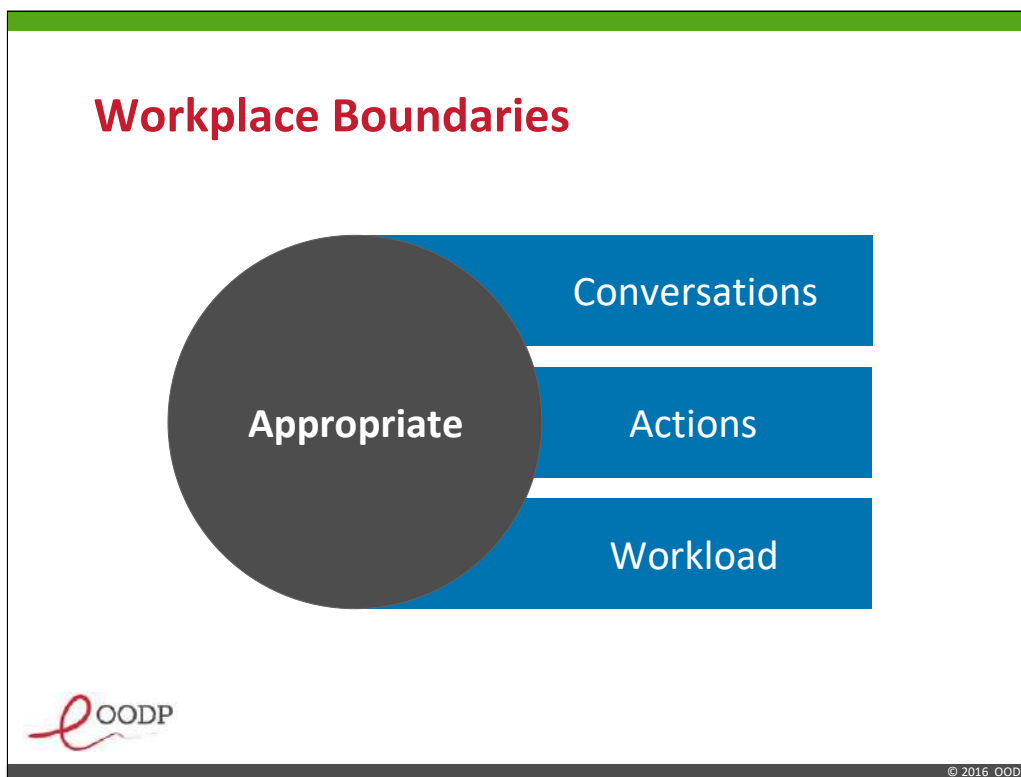 Workplace Boundaries
Conversations
Appropriate
Actions
Workload
OODP
© 2016 OOD